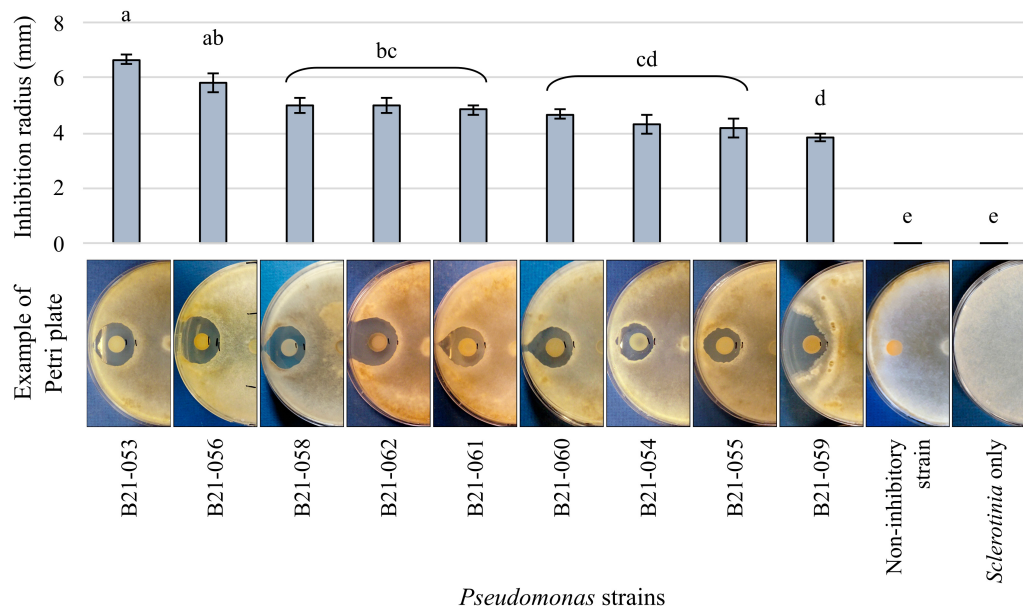 Inhibition radius (mm)
8
6
4
2
0
a
ab
bc
cd
d
e
e
Example of
Petri plate
B21-053
B21-056
B21-058
B21-062
B21-061
B21-060
B21-054
B21-055
B21-059
Non-inhibitory
strain
Sclerotinia only
Pseudomonas strains